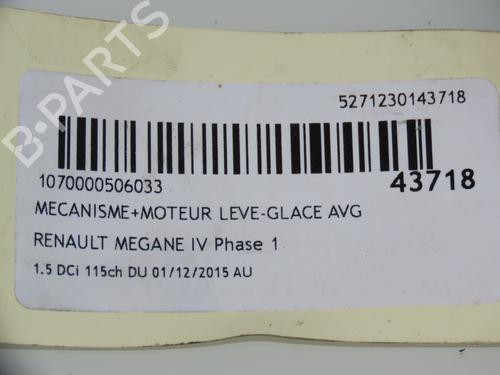 5271230143718
1070000506033
43718
MECANISME+MOTEUR LEVE-GLACE AVG
RENAULT MEGANE IV Phase 1
1.5 DCi 115ch DU 01/12/2015 AU
B-PARTS